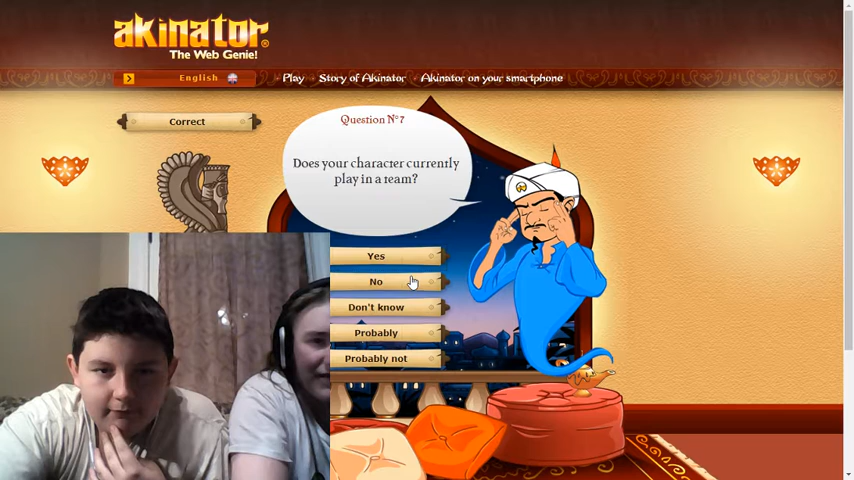 akinator®
The Web Genie!
English
Play
Story of Akinator
Akinator on your smartphone
Correct
Question N°7
Does your character currently
play in a team?
Yes
No
Don't know
Probably
Probably not